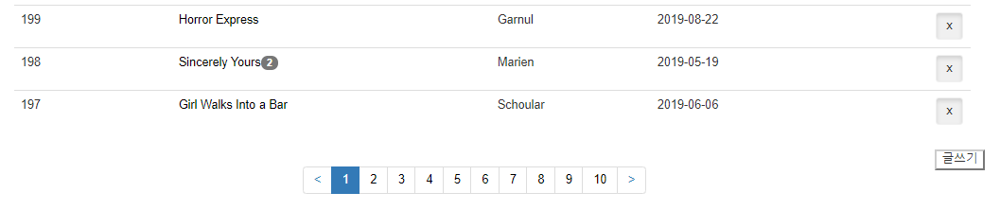 199 Horror Express Garnul 2019-08-22 x
198 Sincerely Yours 2 Marien 2019-05-19 x
197 Girl Walks Into a Bar Schoular 2019-06-06 x
글쓰기
< 1 2 3 4 5 6 7 8 9 10 >